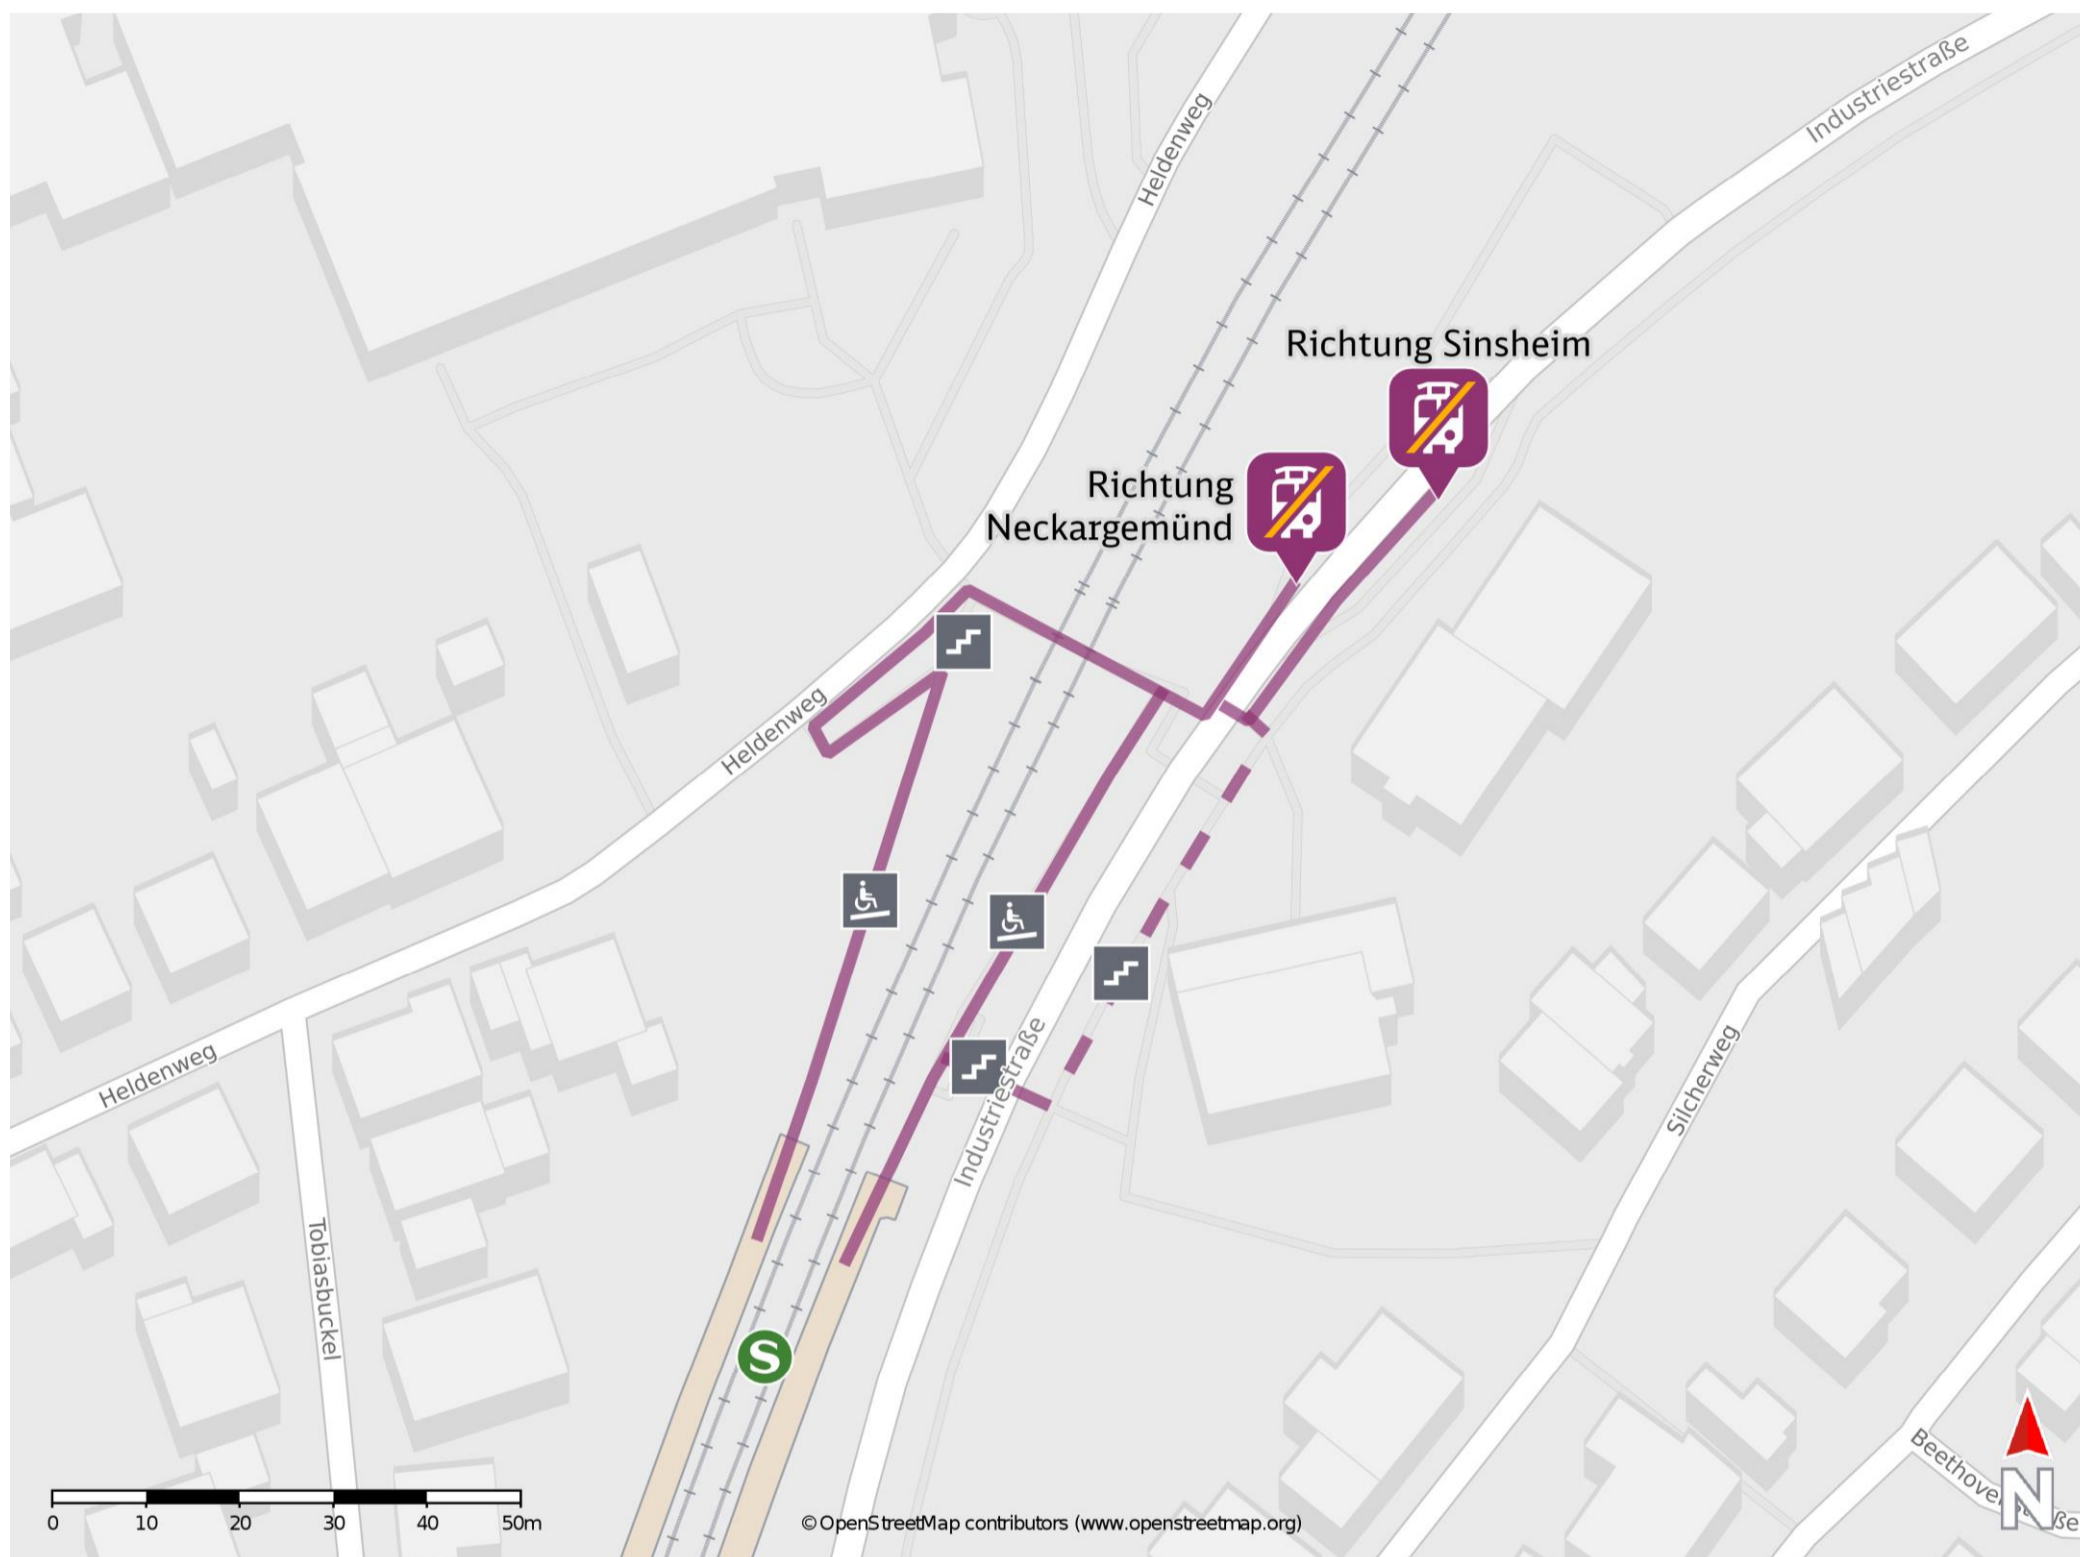 Industriestraße
Heldenweg
Richtung Sinsheim
Richtung
Neckargemünd
Heldenweg
Heldenweg
Industriestraße
Silcherweg
Tobiasbuckel
S
0 10 20 30 40 50m
© OpenStreetMap contributors (www.openstreetmap.org)
N